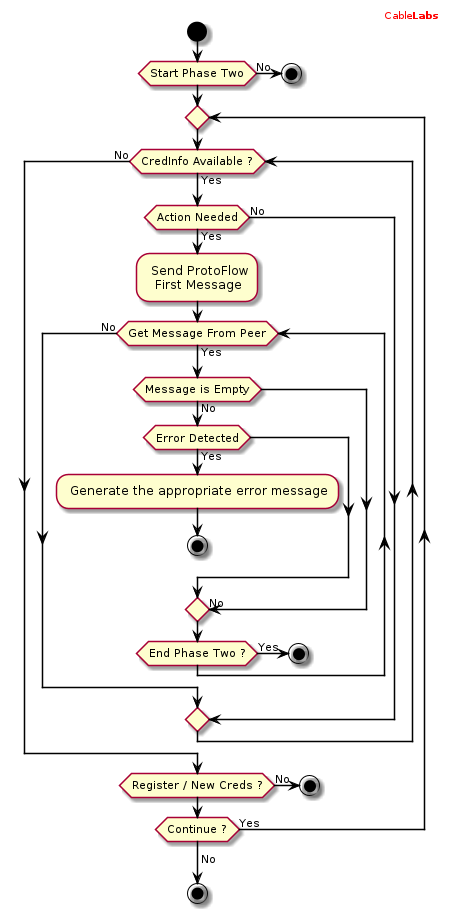 CableLabs
Start Phase Two
No
No
CredInfo Available ?
Yes
Action Needed
No
Yes
Send ProtoFlow
First Message
No
Get Message From Peer
Yes
Message is Empty
No
Error Detected
Yes
Generate the appropriate error message
No
End Phase Two ?
Yes
Register / New Creds ?
No
Continue ?
Yes
No